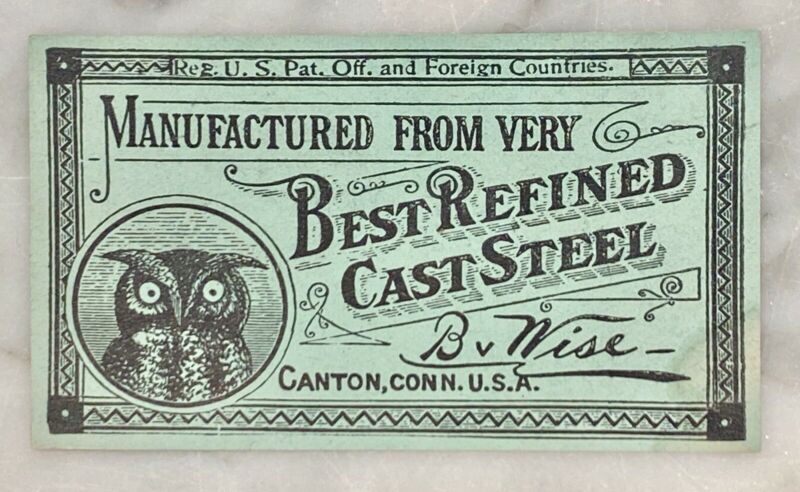 Reg. U. S. Pat. Off. and Foreign Countries.
MANUFACTURED FROM VERY
BEST REFINED
CAST STEEL
B v Wise
CANTON, CONN. U.S.A.